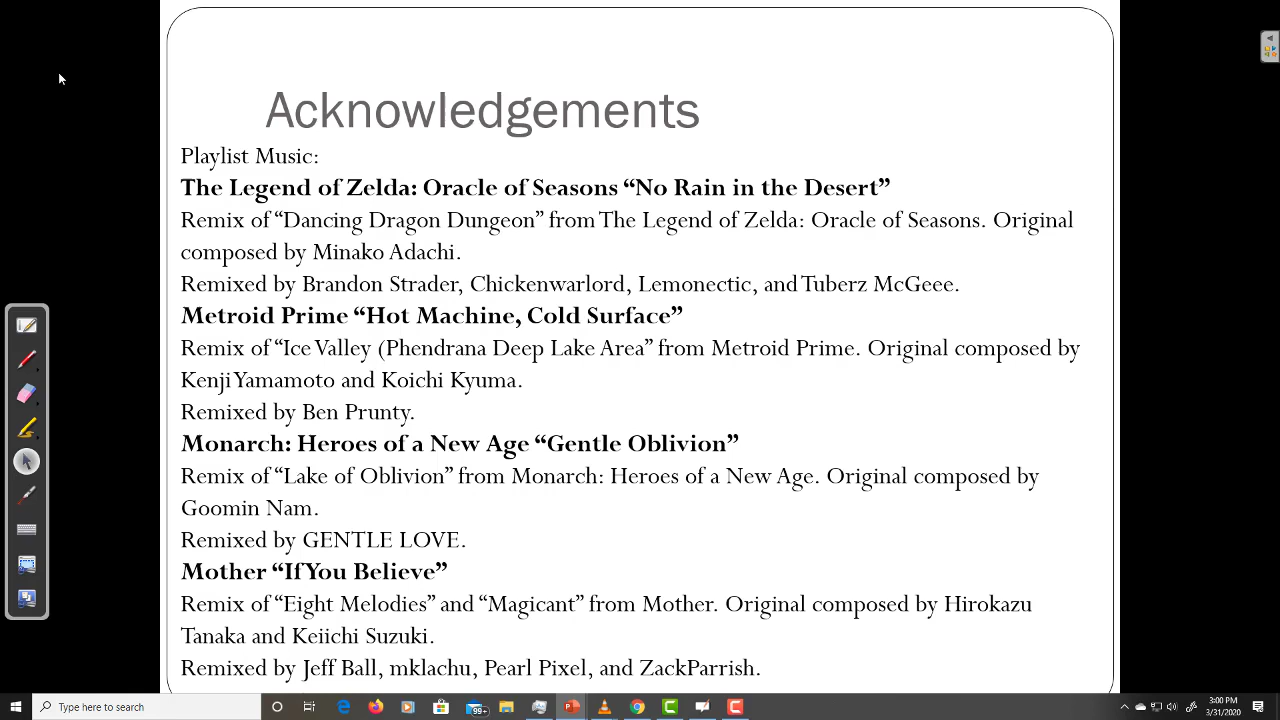 Acknowledgements
Playlist Music:
The Legend of Zelda: Oracle of Seasons “No Rain in the Desert”
Remix of “Dancing Dragon Dungeon” from The Legend of Zelda: Oracle of Seasons. Original
composed by Minako Adachi.
Remixed by Brandon Strader, Chickenwarlord, Lemonectic, and Tuberz McGeee.
Metroid Prime “Hot Machine, Cold Surface”
Remix of “Ice Valley (Phendrana Deep Lake Area” from Metroid Prime. Original composed by
Kenji Yamamoto and Koichi Kyuma.
Remixed by Ben Prunty.
Monarch: Heroes of a New Age “Gentle Oblivion”
Remix of “Lake of Oblivion” from Monarch: Heroes of a New Age. Original composed by
Goomin Nam.
Remixed by GENTLE LOVE.
Mother “If You Believe”
Remix of “Eight Melodies” and “Magicant” from Mother. Original composed by Hirokazu
Tanaka and Keiichi Suzuki.
Remixed by Jeff Ball, mklachu, Pearl Pixel, and ZackParrish.
Type here to search
99+
3:00 PM
3/31/2020